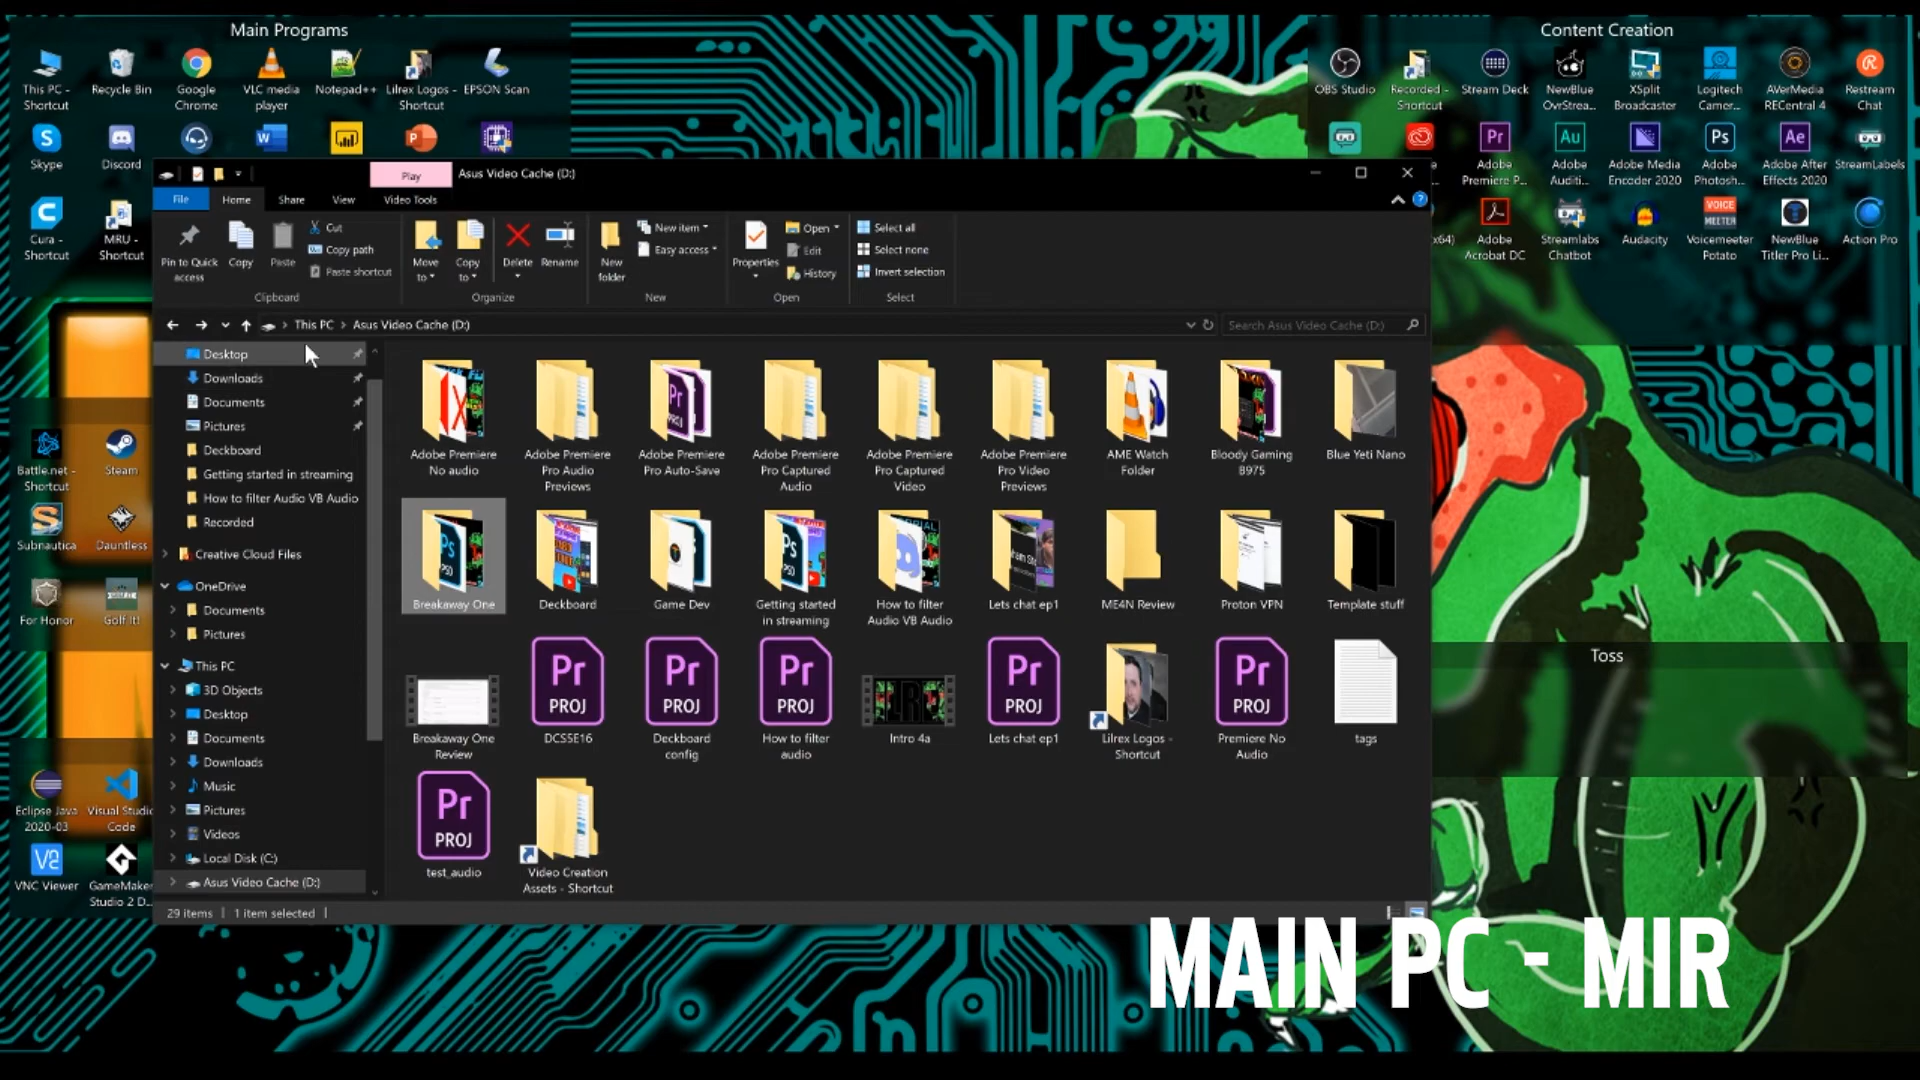 Main Programs
Content Creation
This PC - Shortcut
Recycle Bin
Google Chrome
VLC media player
Notepad++
Lilrex Logos - Shortcut
EPSON Scan
OBS Studio
Recorded - Shortcut
Stream Deck
NewBlue OvrStrea...
XSplit Broadcaster
Logitech Camer...
AVerMedia RECentral 4
Restream Chat
Skype
Discord
Adobe Premiere P...
Adobe Auditi...
Adobe Media Encoder 2020
Adobe Photosh...
Adobe After Effects 2020
StreamLabels
Cura - Shortcut
MRU - Shortcut
x64)
Adobe Acrobat DC
Streamlabs Chatbot
Audacity
VOICE MEETER
Voicemeeter Potato
NewBlue Titler Pro Li...
Action Pro
Play
Asus Video Cache (D:)
File
Home
Share
View
Video Tools
Pin to Quick access
Copy
Paste
Cut
Copy path
Paste shortcut
Clipboard
Move to
Copy to
Delete
Rename
Organize
New folder
New item
Easy access
New
Properties
Open
Edit
History
Open
Select all
Select none
Invert selection
Select
This PC > Asus Video Cache (D:)
Search Asus Video Cache (D:)
Desktop
Downloads
Documents
Pictures
Deckboard
Getting started in streaming
How to filter Audio VB Audio
Recorded
Creative Cloud Files
OneDrive
Documents
Pictures
This PC
3D Objects
Desktop
Documents
Downloads
Music
Pictures
Videos
Local Disk (C:)
Asus Video Cache (D:)
Adobe Premiere No audio
Adobe Premiere Pro Audio Previews
Adobe Premiere Pro Auto-Save
Adobe Premiere Pro Captured Audio
Adobe Premiere Pro Captured Video
Adobe Premiere Pro Video Previews
AME Watch Folder
Bloody Gaming B975
Blue Yeti Nano
Breakaway One
Deckboard
Game Dev
Getting started in streaming
How to filter Audio VB Audio
Lets chat ep1
ME4N Review
Proton VPN
Template stuff
Breakaway One Review
DCS5E16
Deckboard config
How to filter audio
Intro 4a
Lets chat ep1
Lilrex Logos - Shortcut
Premiere No Audio
tags
test_audio
Video Creation Assets - Shortcut
29 items
1 item selected
Battle.net - Shortcut
Steam
Subnautica
Dauntless
For Honor
Golf It!
Eclipse Java 2020-03
Visual Studio Code
VNC Viewer
GameMaker Studio 2 D...
Toss
MAIN PC - MIR